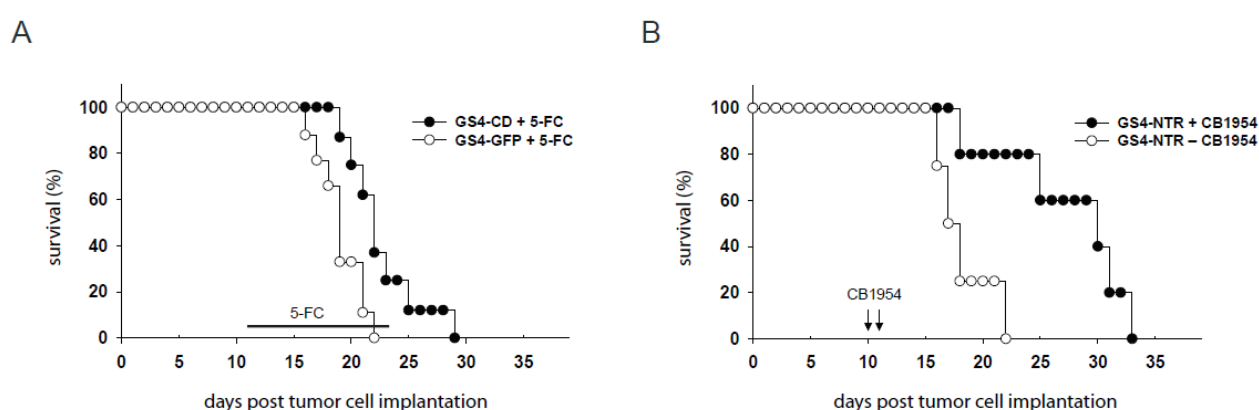 A
100
80
60
40
20
0
survival (%)
GS4-CD + 5-FC
GS4-GFP + 5-FC
5-FC
0 5 10 15 20 25 30 35
days post tumor cell implantation
B
100
80
60
40
20
0
survival (%)
GS4-NTR + CB1954
GS4-NTR – CB1954
CB1954
0 5 10 15 20 25 30 35
days post tumor cell implantation